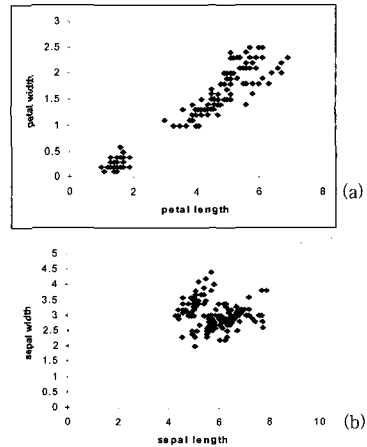 3
2.5
2
petal width
1.5
1
0.5
0
0 2 4 6 8
petal length
(a)
5
4.5
4
3.5
3
sepal width
2.5
2
1.5
1
0.5
0
0 2 4 6 8 10
sepal length
(b)